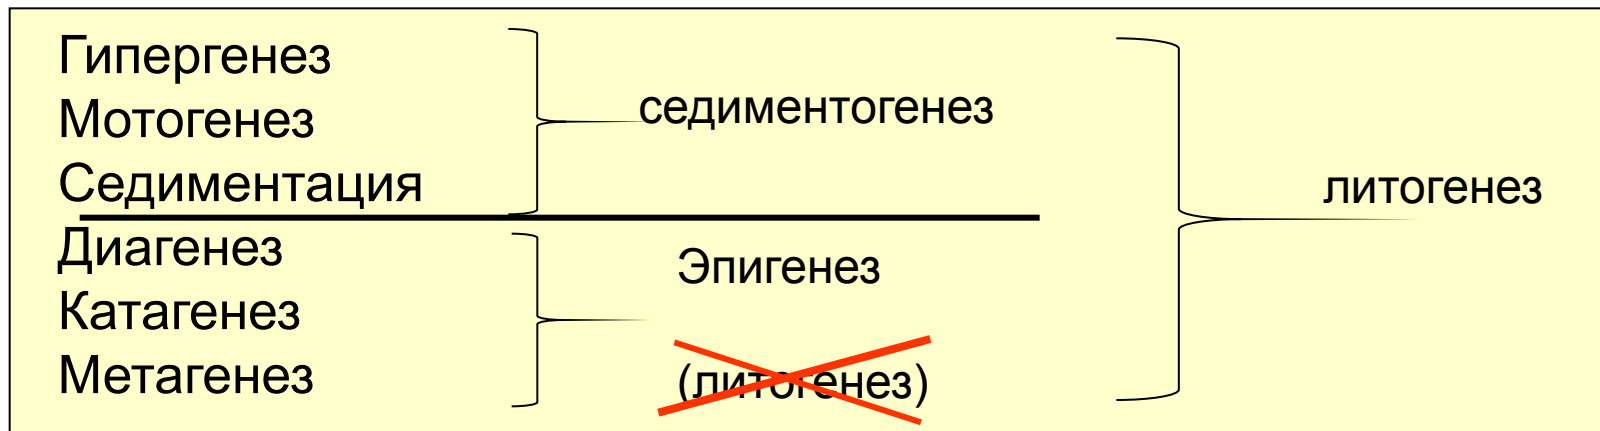 Гипергенез
Мотогенез
Седиментация
Диагенез
Катагенез
Метагенез
седиментогенез
Эпигенез
(литогенез)
литогенез